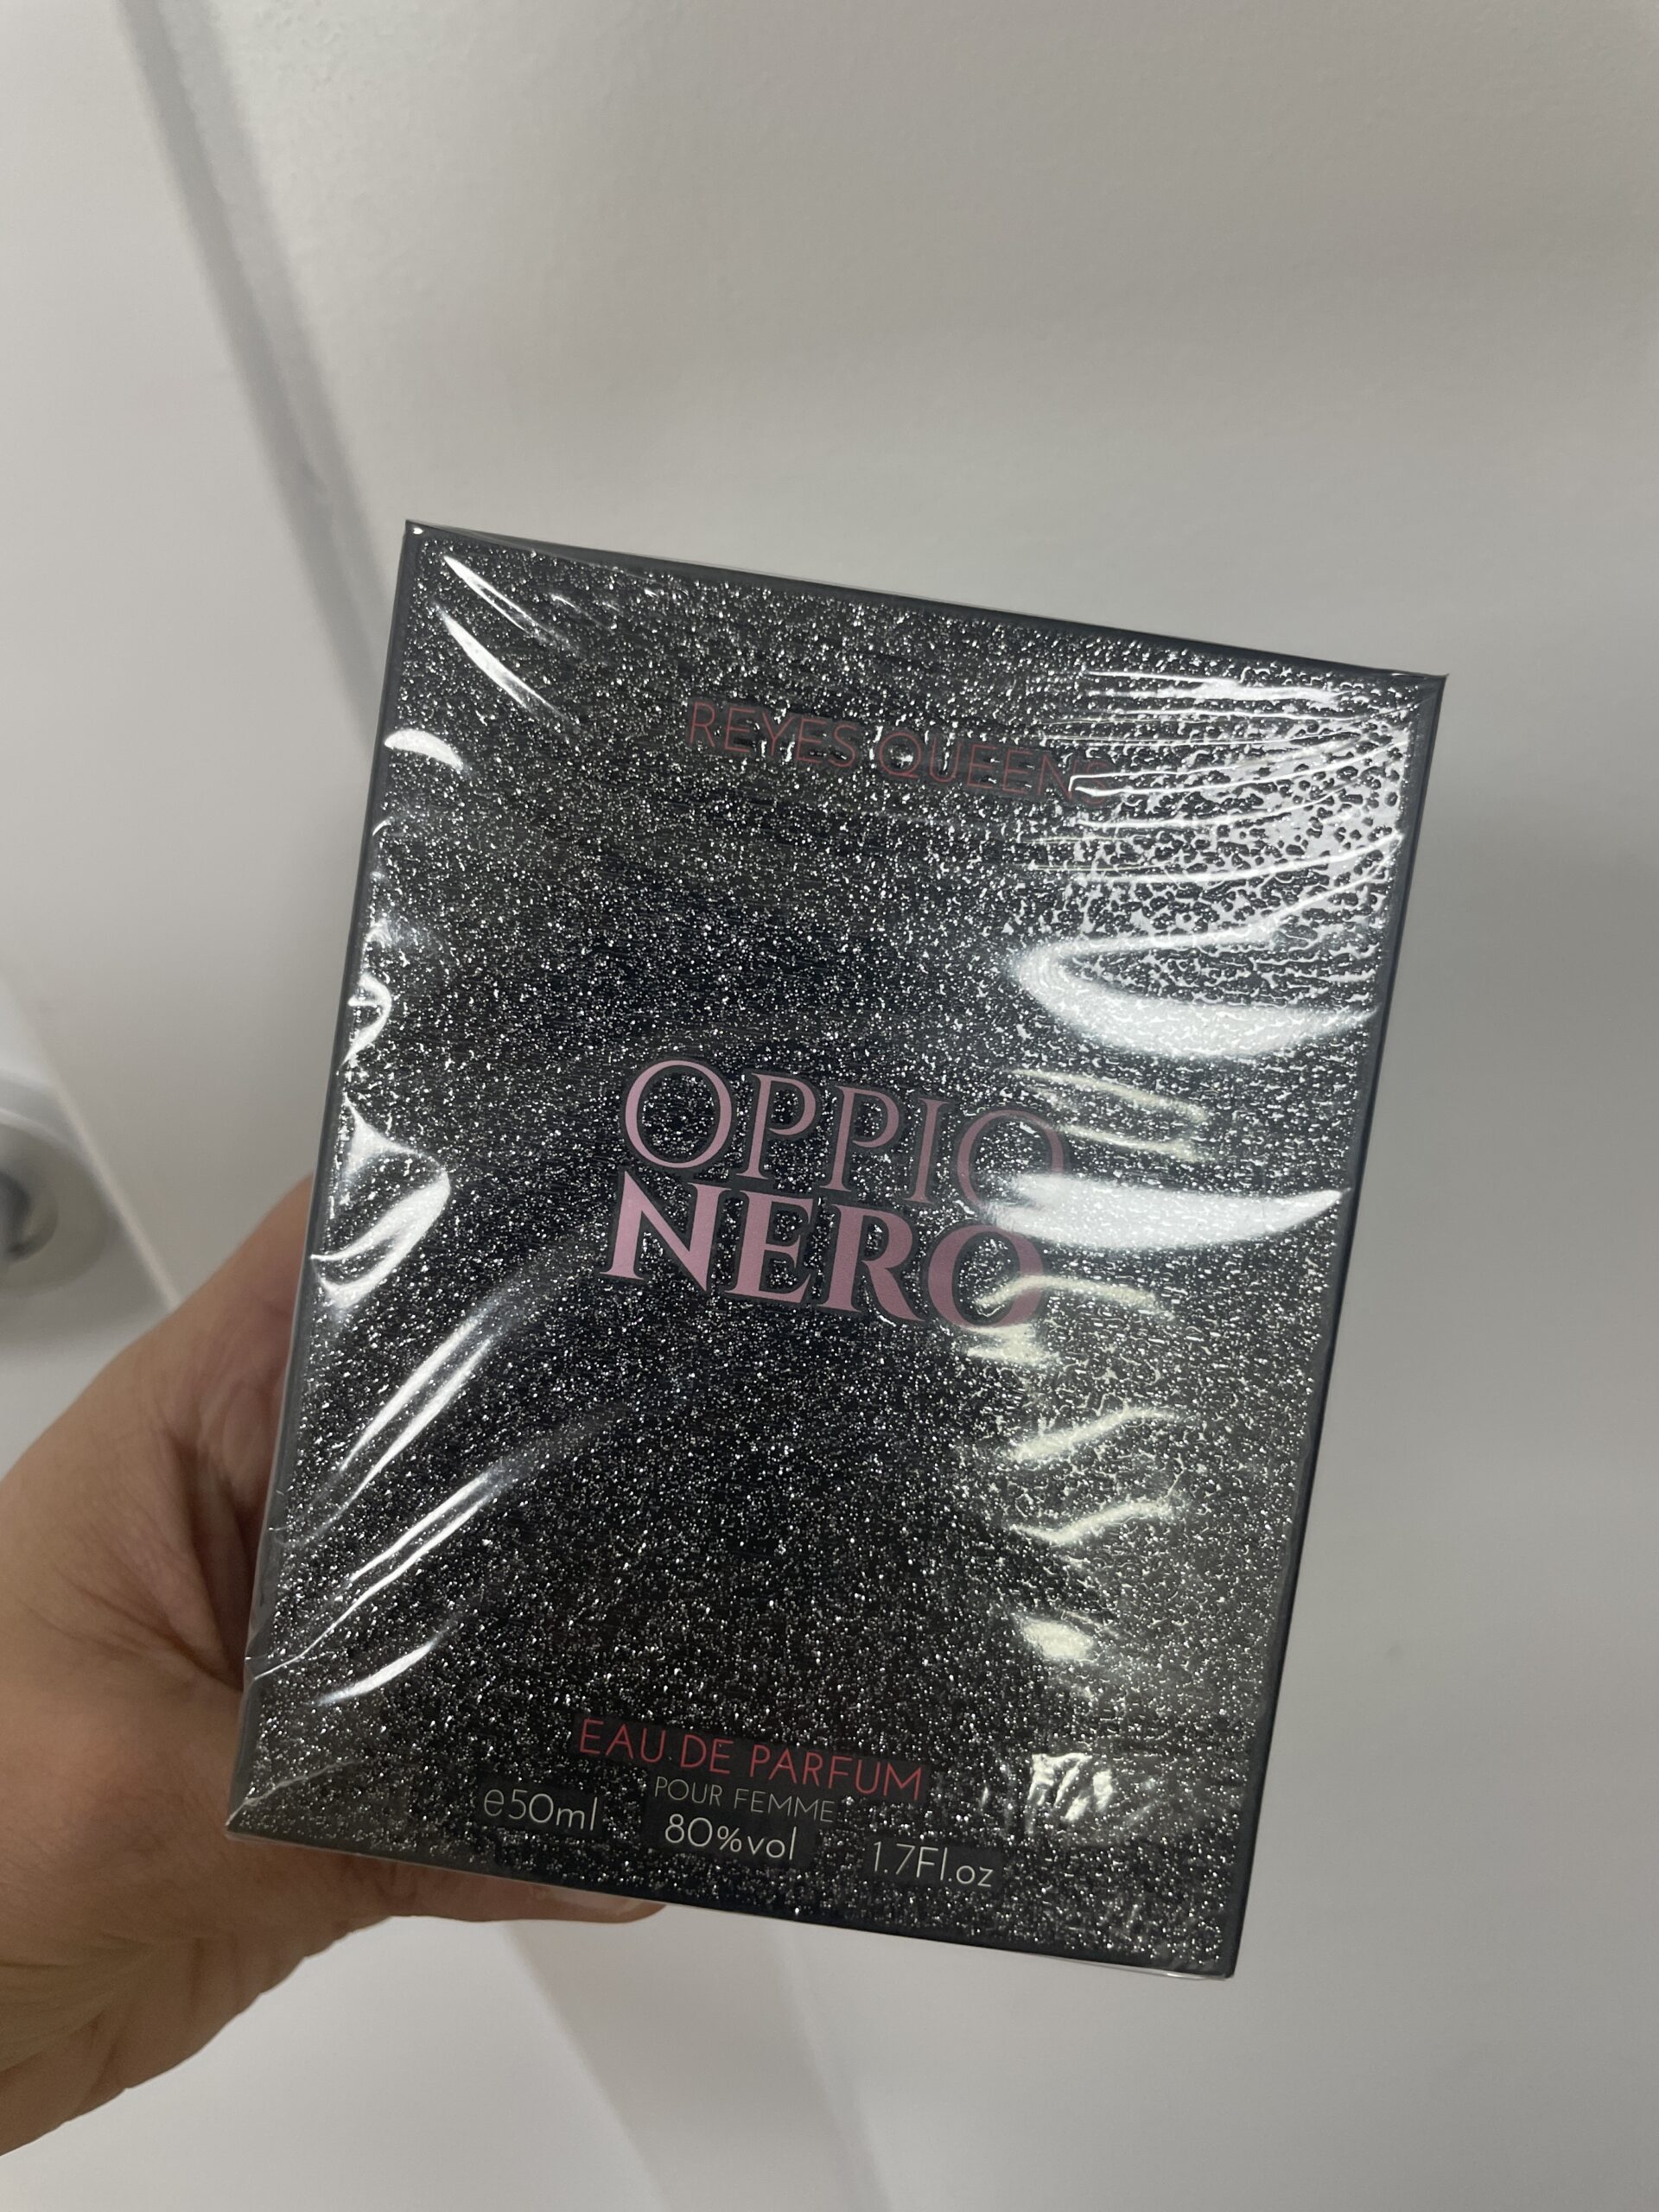 REYES QUEENS
OPPIO
NERO
EAU DE PARFUM
POUR FEMME
e50ml 80%vol 1.7Fl.oz